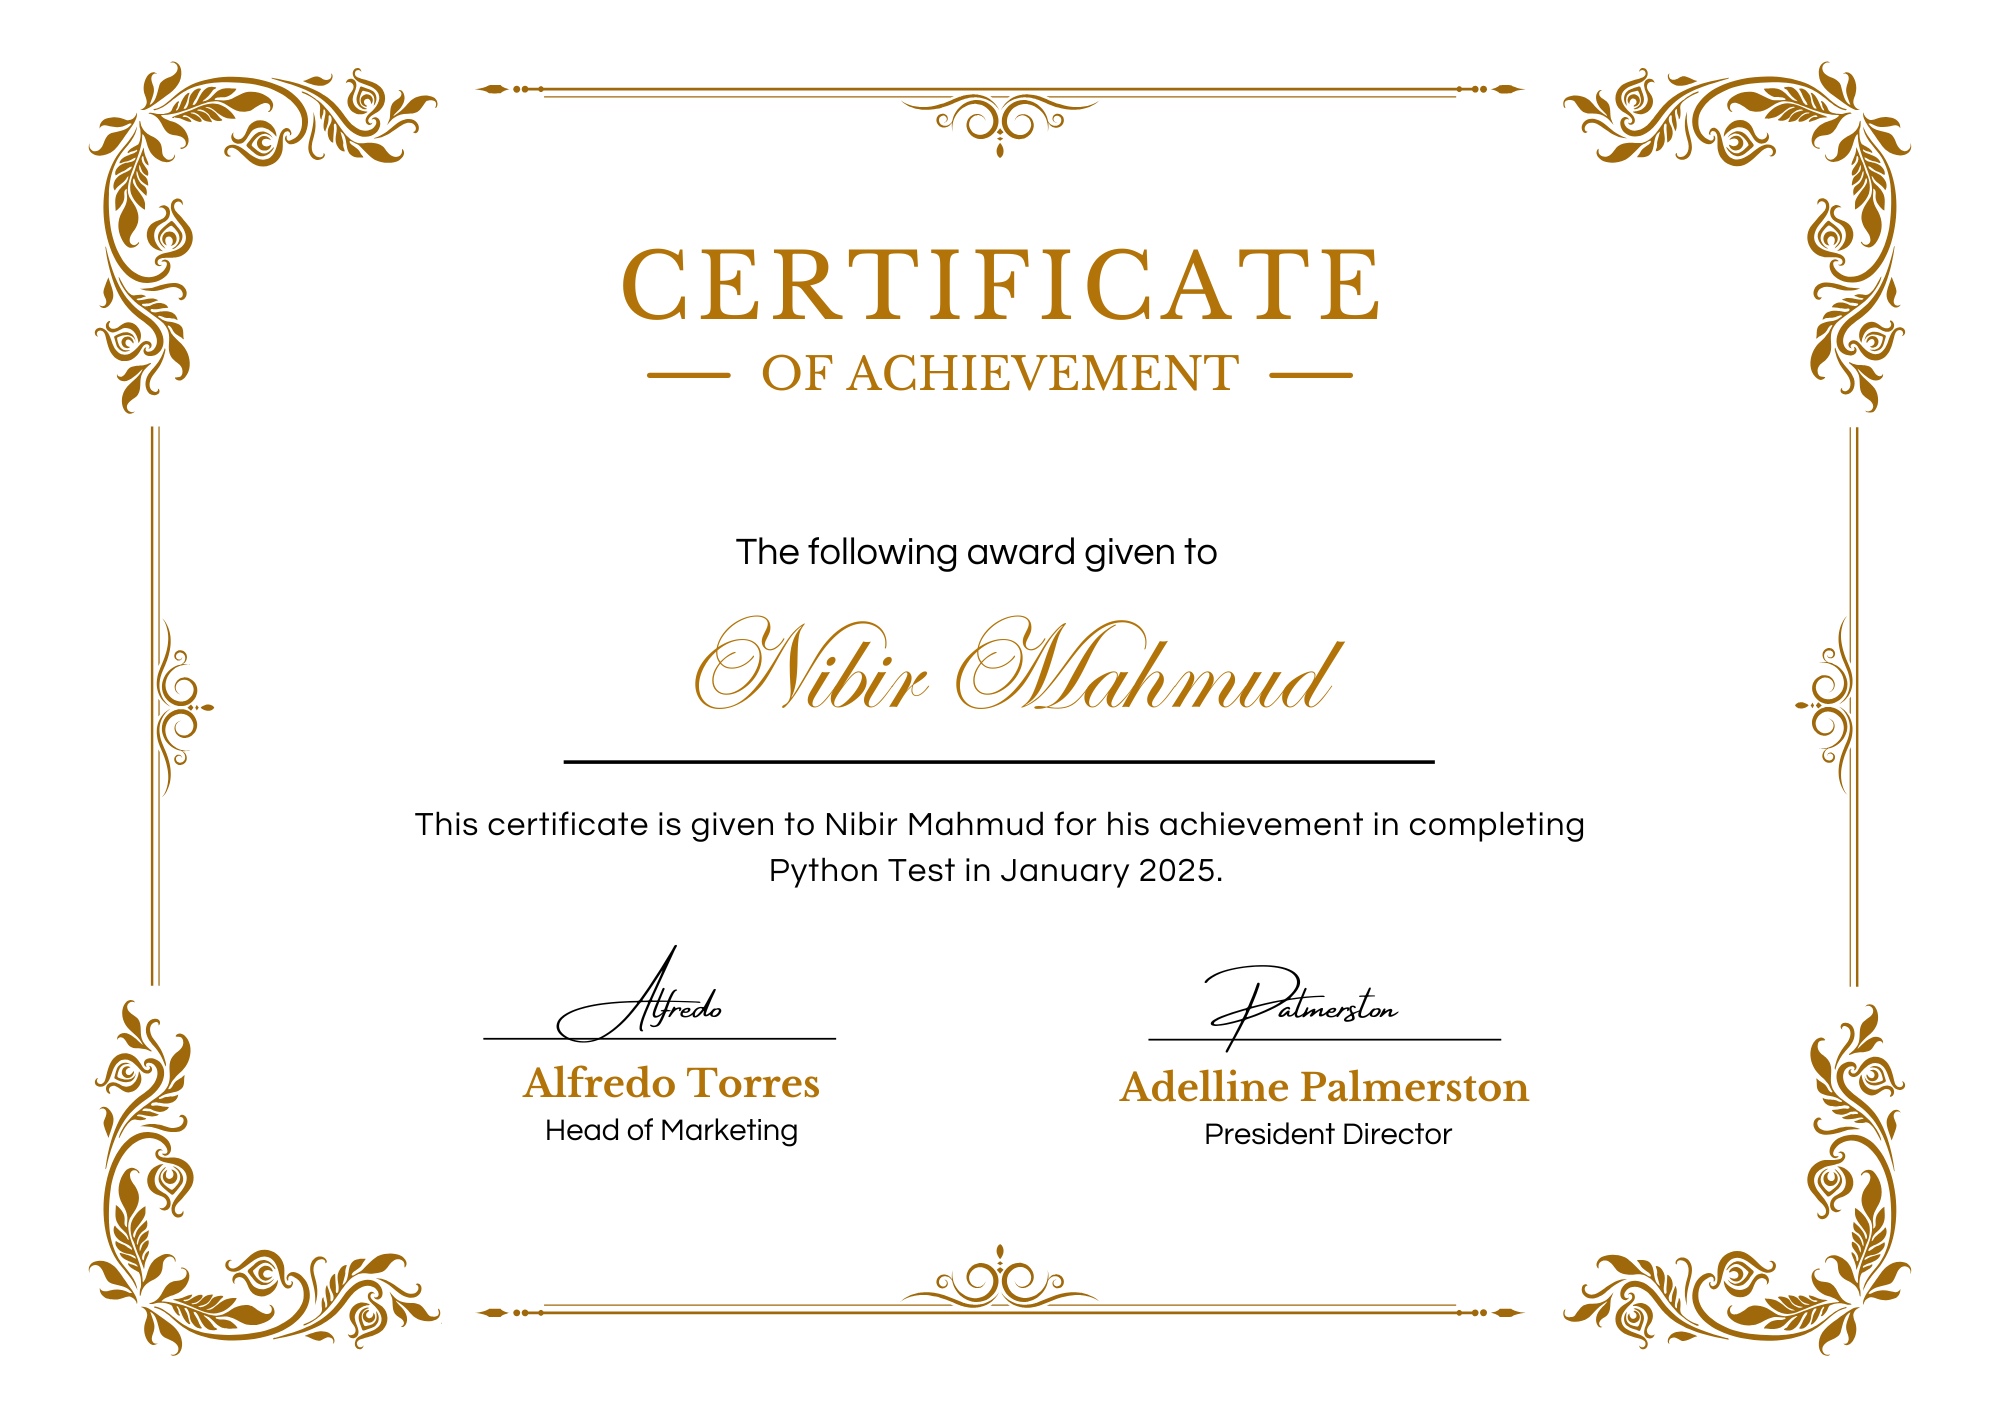 CERTIFICATE
OF ACHIEVEMENT
The following award given to
Nibir Mahmud
This certificate is given to Nibir Mahmud for his achievement in completing
Python Test in January 2025.
Alfredo
Palmerston
Alfredo Torres
Adelline Palmerston
Head of Marketing
President Director